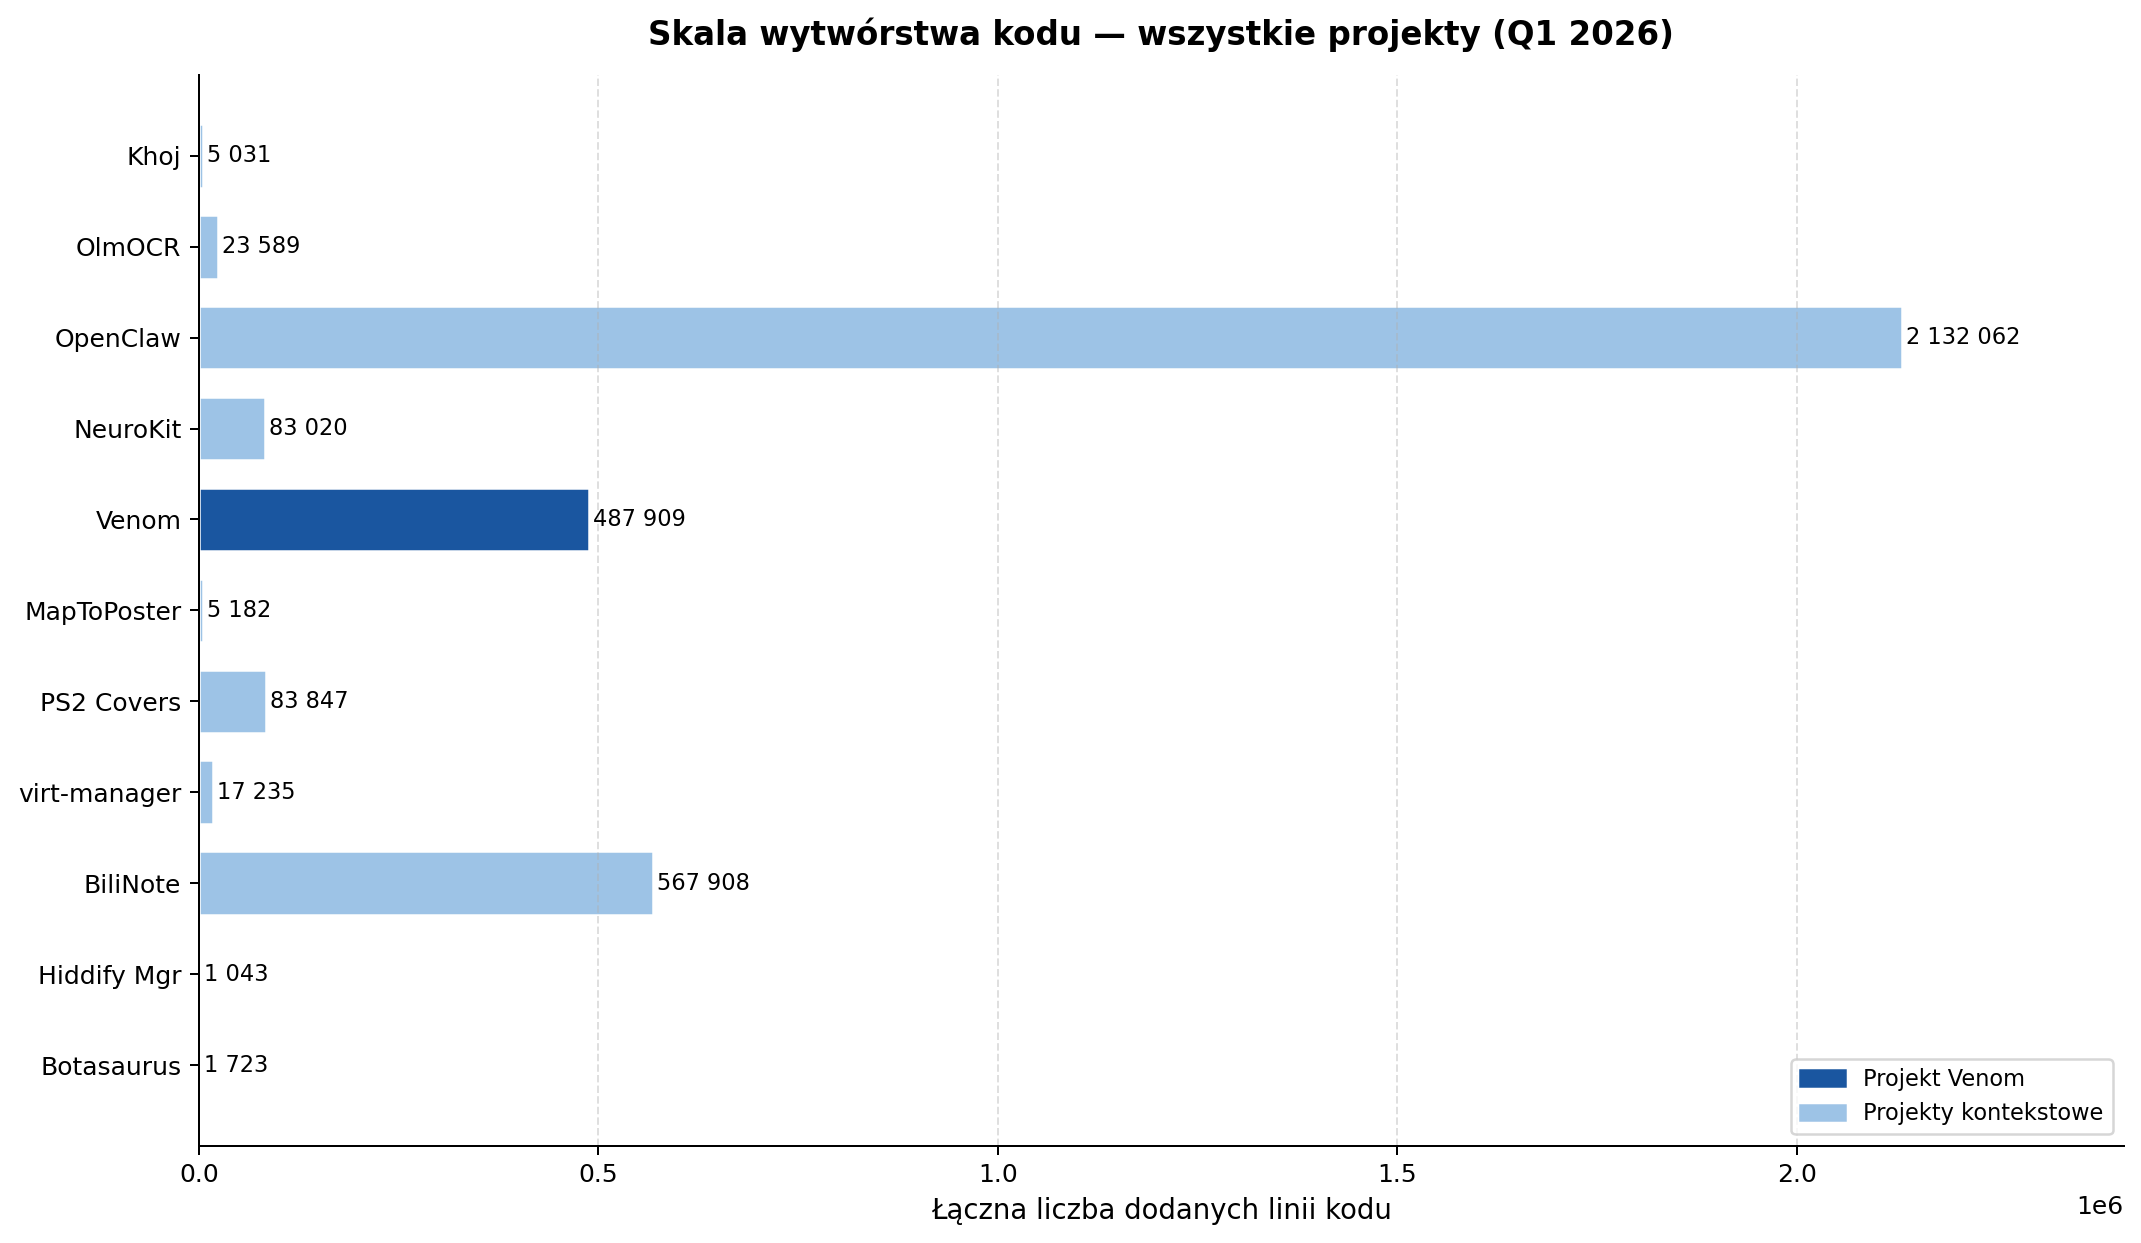 Skala wytwórstwa kodu — wszystkie projekty (Q1 2026)
Khoj 5 031
OlmOCR 23 589
OpenClaw 2 132 062
NeuroKit 83 020
Venom 487 909
MapToPoster 5 182
PS2 Covers 83 847
virt-manager 17 235
BiliNote 567 908
Hiddify Mgr 1 043
Botasaurus 1 723
Projekt Venom
Projekty kontekstowe
0.0 0.5 1.0 1.5 2.0
1e6
Łączna liczba dodanych linii kodu